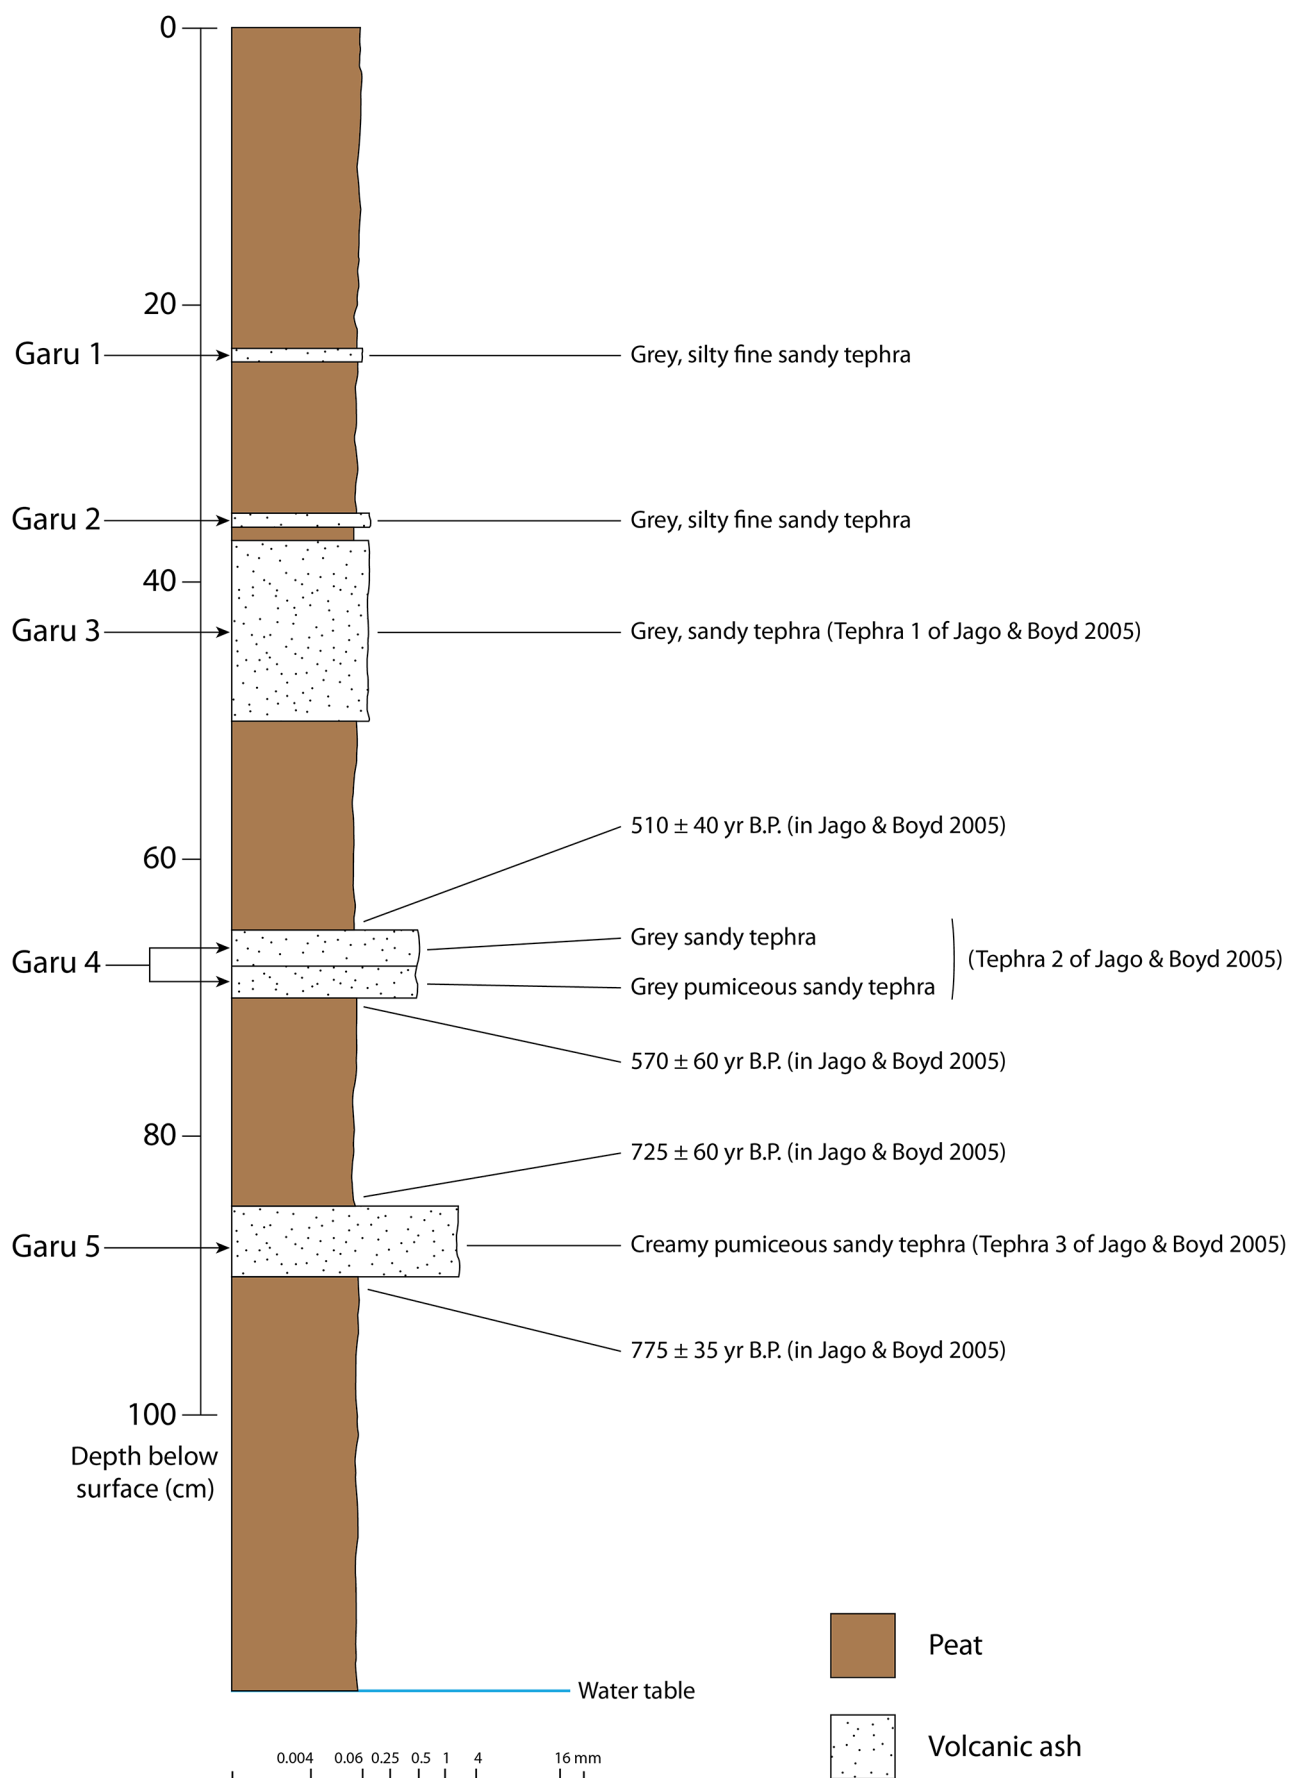 0
20
Garu 1
Grey, silty fine sandy tephra
Garu 2
Grey, silty fine sandy tephra
40
Garu 3
Grey, sandy tephra (Tephra 1 of Jago & Boyd 2005)
510 ± 40 yr B.P. (in Jago & Boyd 2005)
60
Grey sandy tephra
Garu 4
(Tephra 2 of Jago & Boyd 2005)
Grey pumiceous sandy tephra
570 ± 60 yr B.P. (in Jago & Boyd 2005)
80
725 ± 60 yr B.P. (in Jago & Boyd 2005)
Garu 5
Creamy pumiceous sandy tephra (Tephra 3 of Jago & Boyd 2005)
775 ± 35 yr B.P. (in Jago & Boyd 2005)
100
Depth below
surface (cm)
Peat
Water table
Volcanic ash
0.004 0.06 0.25 0.5 1 4 16 mm